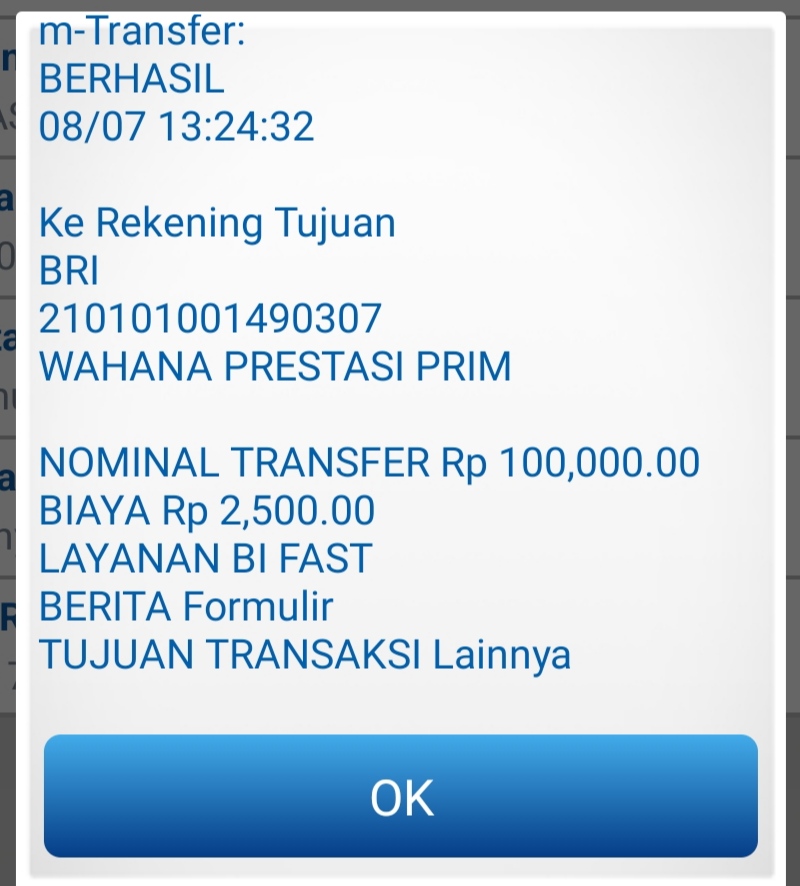 m-Transfer:
BERHASIL
08/07 13:24:32
Ke Rekening Tujuan
BRI
210101001490307
WAHANA PRESTASI PRIM
NOMINAL TRANSFER Rp 100,000.00
BIAYA Rp 2,500.00
LAYANAN BI FAST
BERITA Formulir
TUJUAN TRANSAKSI Lainnya
OK